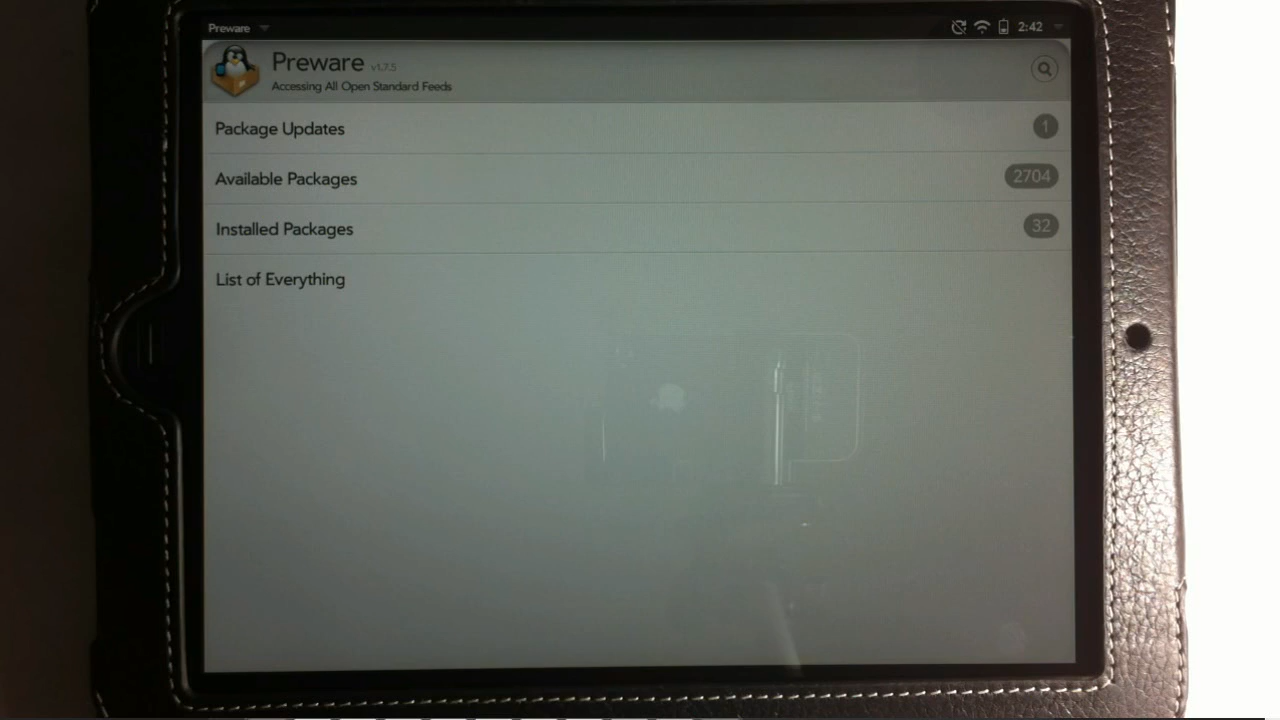 Preware
2:42
Preware v1.7.5
Accessing All Open Standard Feeds
Package Updates 1
Available Packages 2704
Installed Packages 32
List of Everything